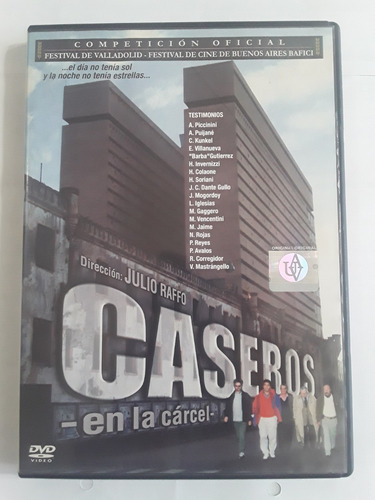 COMPETICIÓN OFICIAL
FESTIVAL DE VALLADOLID - FESTIVAL DE CINE DE BUENOS AIRES BAFICI
...el día no tenía sol
y la noche no tenía estrellas...
TESTIMONIOS
A. Piccinini
A. Puijané
C. Kunkel
E. Villanueva
"Barba"Gutierrez
H. Invernizzi
H. Colaone
H. Soriani
J. C. Dante Gullo
J. Mogordoy
L. Iglesias
M. Gaggero
M. Vencentini
M. Jaime
N. Rojas
P. Reyes
P. Avalos
R. Corregidor
V. Mastrángello
Dirección: JULIO RAFFO
CASEROS
- en la cárcel-
DVD
VIDEO